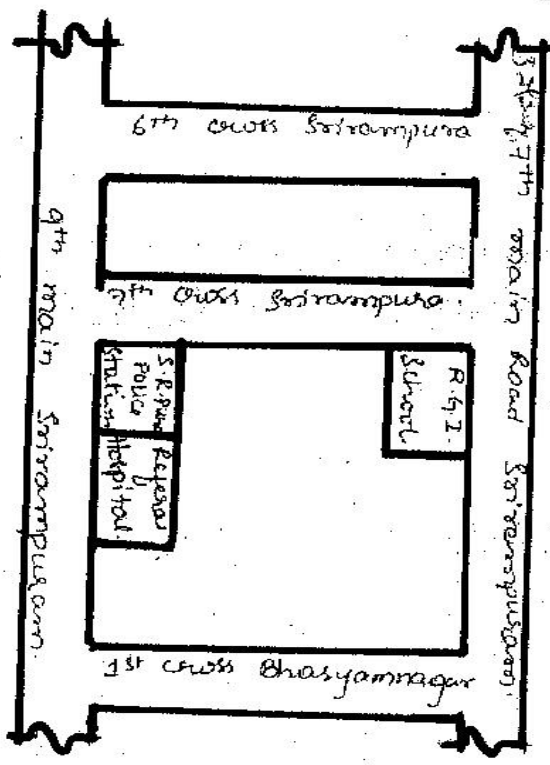 6th cross Srirampura
7th cross Srirampura.
9th main Srirampuram.
7th main Road Srirampuram
S.R.Pura
Police
Station
Referal
Hospital.
R.G.I.
School.
1st cross Bhasyamnagar